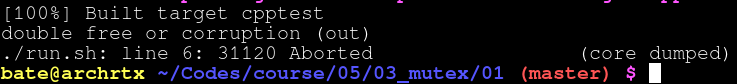 [100%] Built target cpptest
double free or corruption (out)
./run.sh: line 6: 31120 Aborted                 (core dumped)
bate@archrtx ~/Codes/course/05/03_mutex/01 (master) $